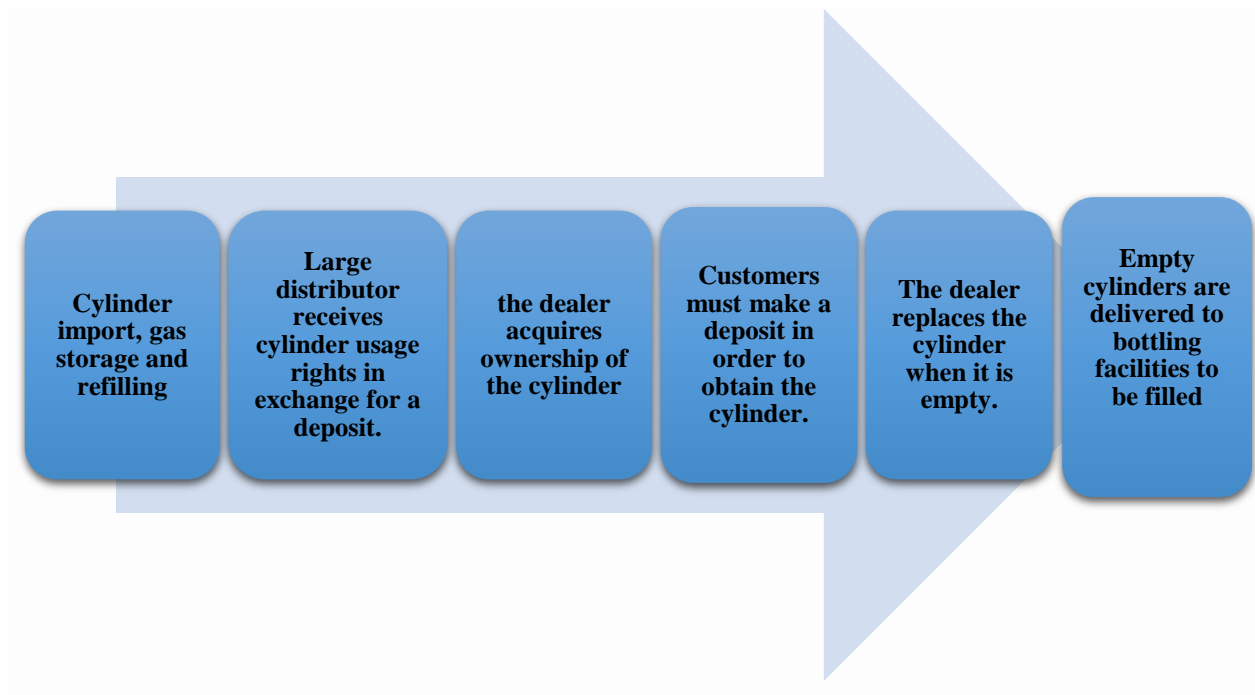 Cylinder
import, gas
storage and
refilling
Large
distributor
receives
cylinder usage
rights in
exchange for a
deposit.
the dealer
acquires
ownership of
the cylinder
Customers
must make a
deposit in
order to
obtain the
cylinder.
The dealer
replaces the
cylinder
when it is
empty.
Empty
cylinders are
delivered to
bottling
facilities to
be filled